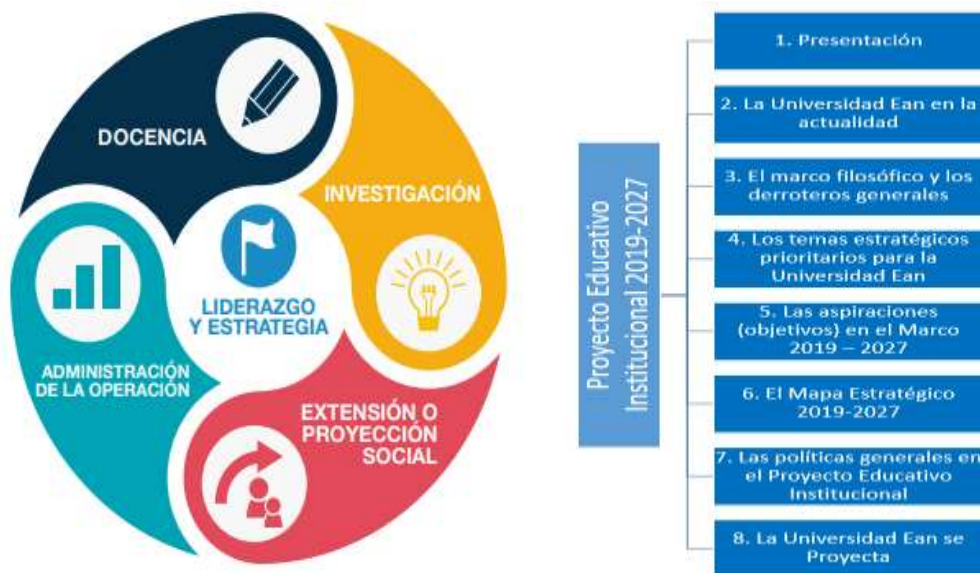 DOCENCIA
INVESTIGACIÓN
LIDERAZGO
Y ESTRATEGIA
ADMINISTRACIÓN
DE LA OPERACIÓN
EXTENSIÓN O
PROYECCIÓN
SOCIAL
Proyecto Educativo
Institucional 2019-2027
1. Presentación
2. La Universidad Ean en la
actualidad
3. El marco filosófico y los
derroteros generales
4. Los temas estratégicos
prioritarios para la
Universidad Ean
5. Las aspiraciones
(objetivos) en el Marco
2019 – 2027
6. El Mapa Estratégico
2019-2027
7. Las políticas generales en
el Proyecto Educativo
Institucional
8. La Universidad Ean se
Proyecta